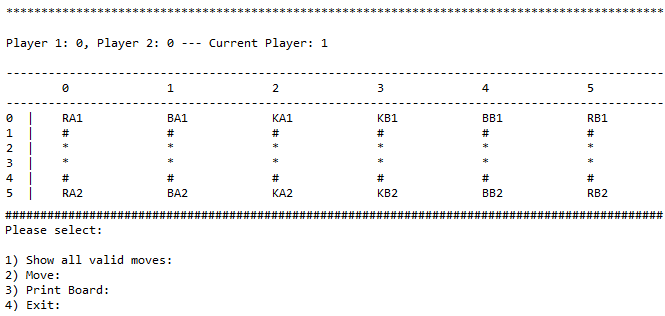 **********************************************************************************************
Player 1: 0, Player 2: 0 --- Current Player: 1
----------------------------------------------------------------------------------------------
0 1 2 3 4 5
----------------------------------------------------------------------------------------------
0 | RA1 BA1 KA1 KB1 BB1 RB1
1 | # # # # # #
2 | * * * * * *
3 | * * * * * *
4 | # # # # # #
5 | RA2 BA2 KA2 KB2 BB2 RB2
##############################################################################################
Please select:
1) Show all valid moves:
2) Move:
3) Print Board:
4) Exit: